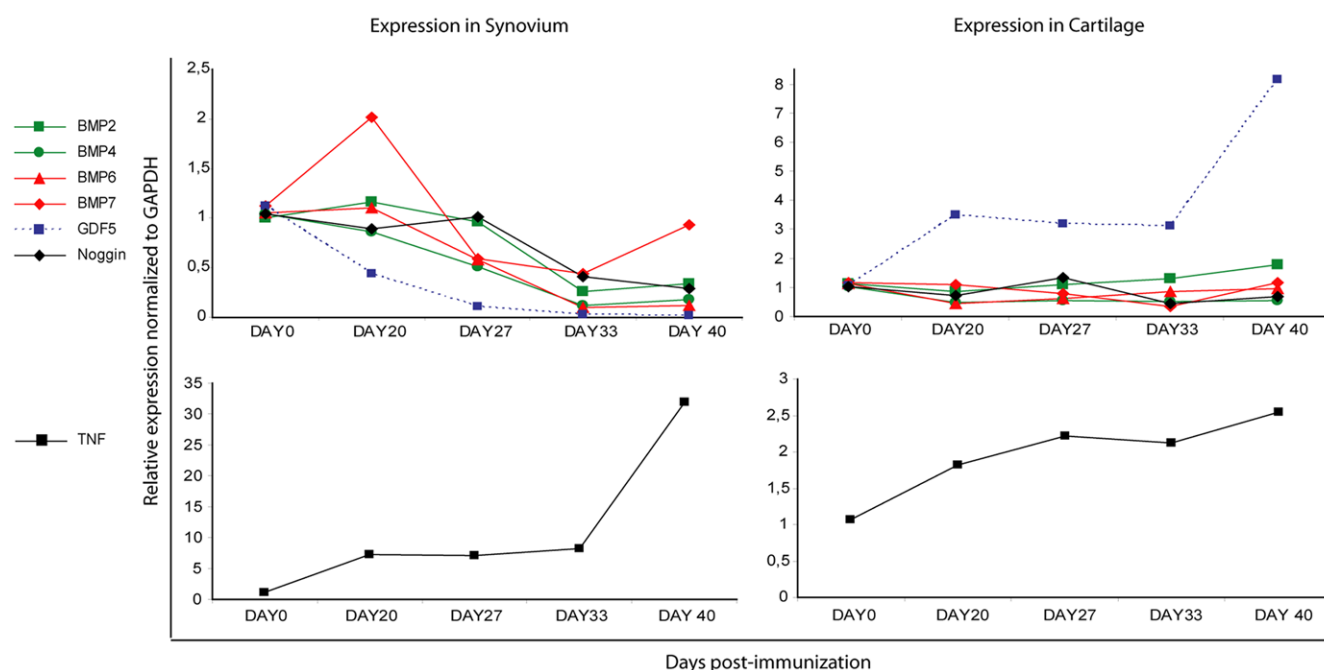 Expression in Synovium
Expression in Cartilage
BMP2
BMP4
BMP6
BMP7
GDF5
Noggin
TNF
Relative expression normalized to GAPDH
2,5
2
1,5
1
0,5
0
DAY0 DAY20 DAY27 DAY33 DAY 40
8
7
6
5
4
3
2
1
0
DAY0 DAY20 DAY27 DAY33 DAY 40
35
30
25
20
15
10
5
0
DAY0 DAY20 DAY27 DAY33 DAY 40
3
2,5
2
1,5
1
0,5
0
DAY0 DAY20 DAY27 DAY33 DAY 40
Days post-immunization